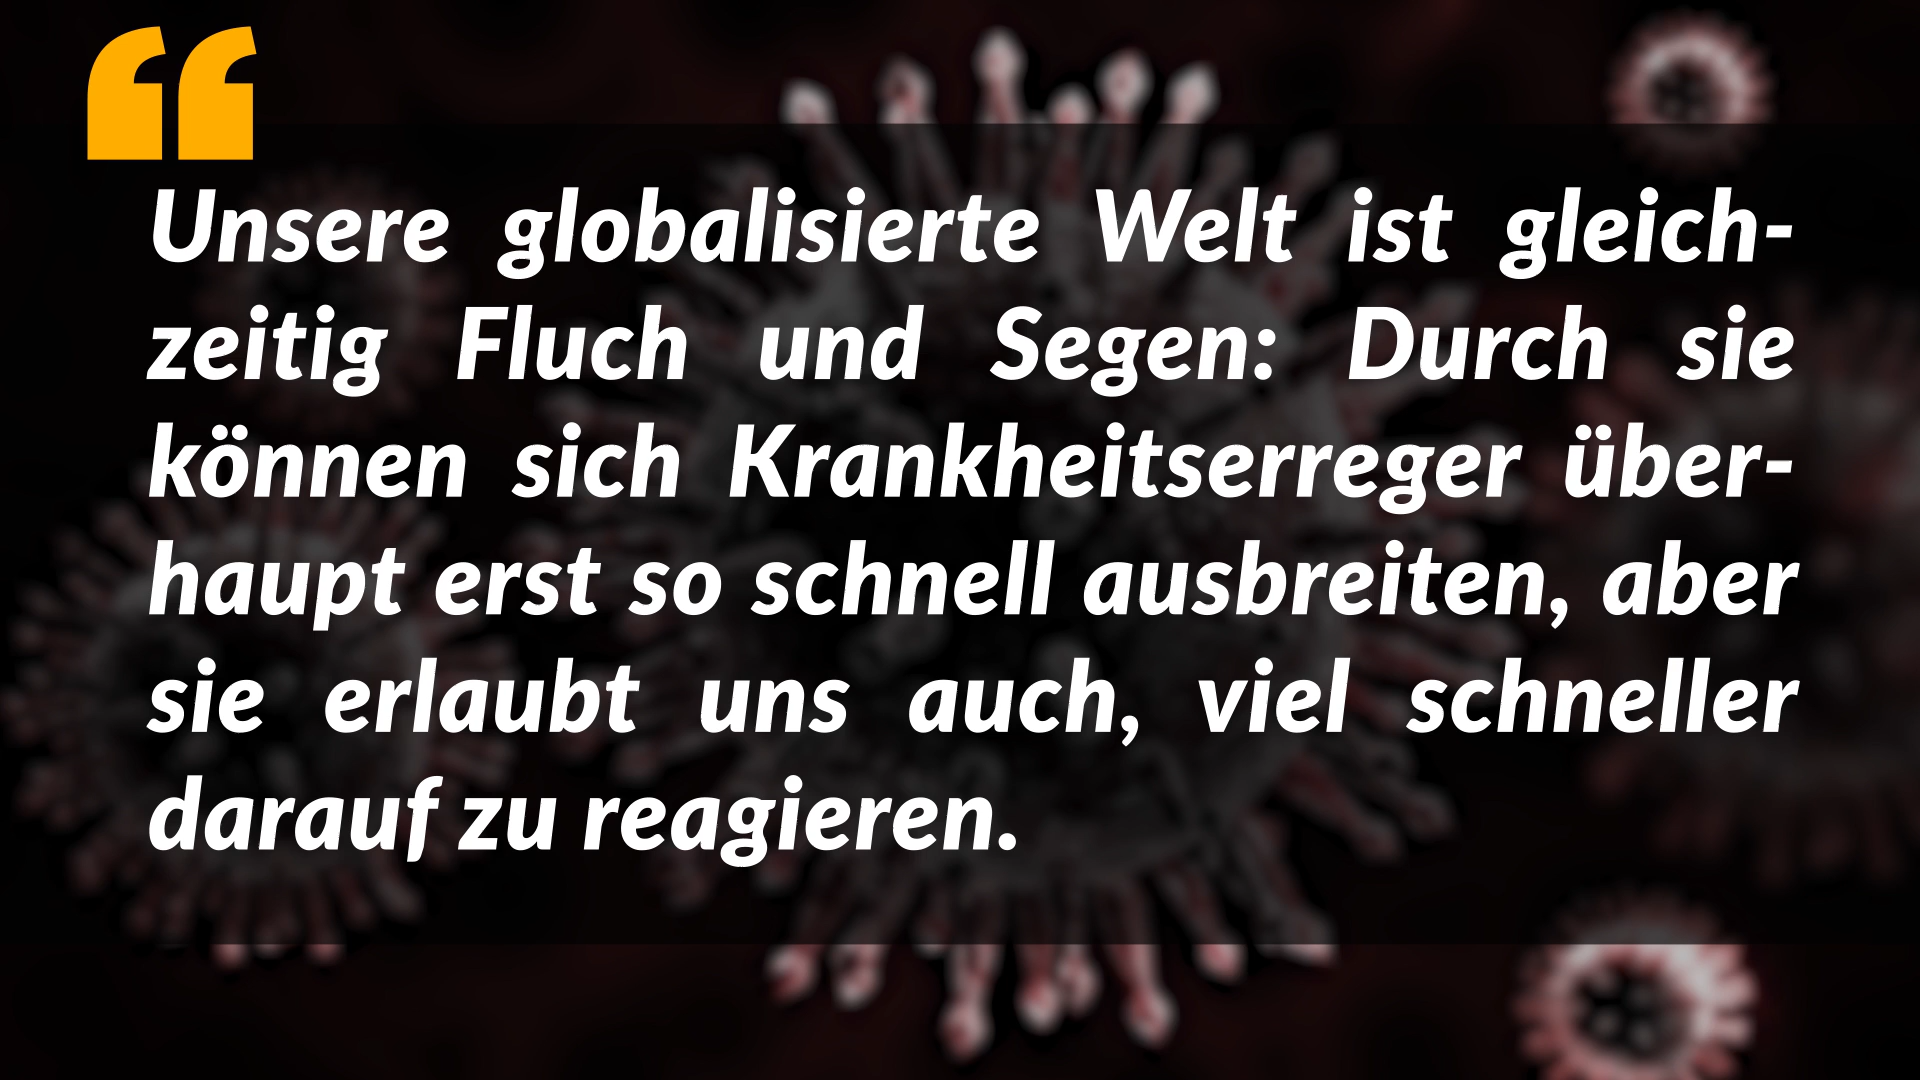 “
Unsere globalisierte Welt ist gleich-
zeitig Fluch und Segen: Durch sie
können sich Krankheitserreger über-
haupt erst so schnell ausbreiten, aber
sie erlaubt uns auch, viel schneller
darauf zu reagieren.